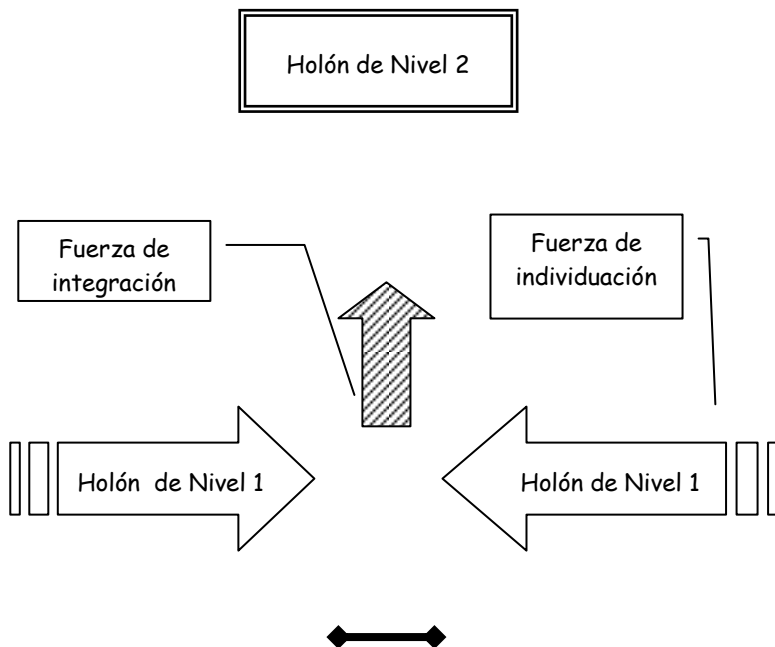 Holón de Nivel 2
Fuerza de
integración
Fuerza de
individuación
Holón de Nivel 1
Holón de Nivel 1